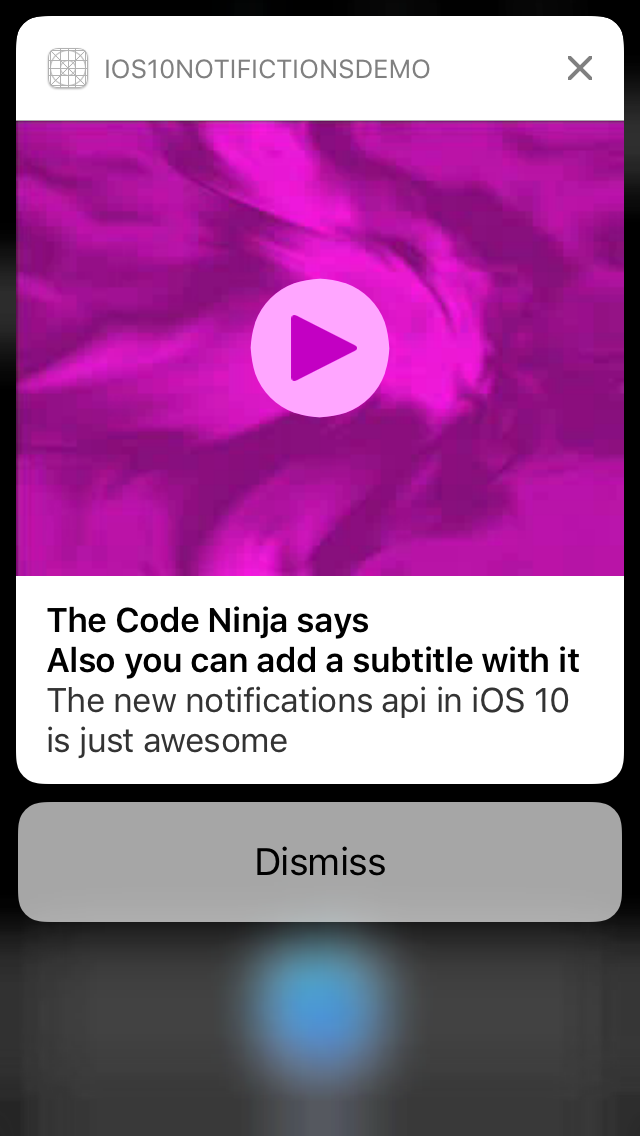 IOS10NOTIFICTIONSDEMO
The Code Ninja says
Also you can add a subtitle with it
The new notifications api in iOS 10
is just awesome
Dismiss